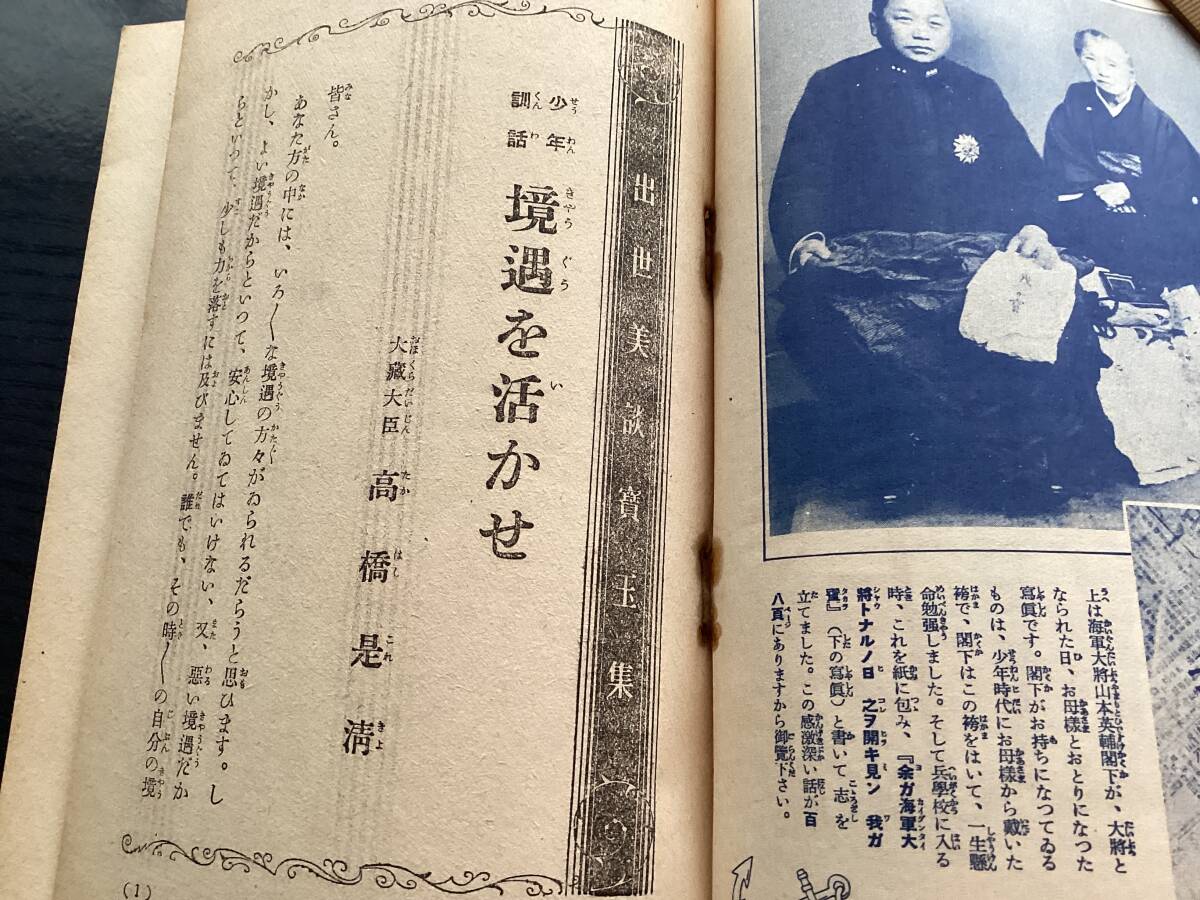 上は海軍大將山本英輔閣下が、大將と
なられた日、お母様とおとりになつた
寫眞です。閣下がお持ちになつてゐる
ものは、少年時代にお母様から戴いた
袴で、閣下はこの袴をはいて、一生懸
命勉强しました。そして兵學校に入る
時、これを紙に包み、『余ガ海軍大
將トナルノ日 之ヲ開キ見ン 我ガ
寶』(下の寫眞)と書いて志を
立てました。この感激深い話が百
八頁にありますから御覽下さい。
出世美談寶玉集
少年
訓話
境遇を活かせ
大藏大臣 高橋是淸
皆さん。
あなた方の中には、いろ〳〵な境遇の方々がゐられるだらうと思ひます。し
かし、よい境遇だからといって、安心してゐてはいけない、又、惡い境遇だか
らといって、少しも力を落すには及びません。誰でも、その時〳〵の自分の境
(1)